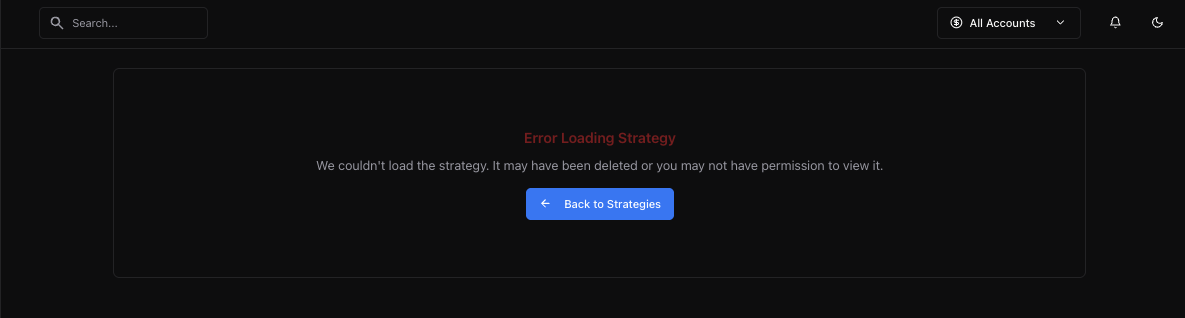 Search...
All Accounts
Error Loading Strategy
We couldn't load the strategy. It may have been deleted or you may not have permission to view it.
Back to Strategies